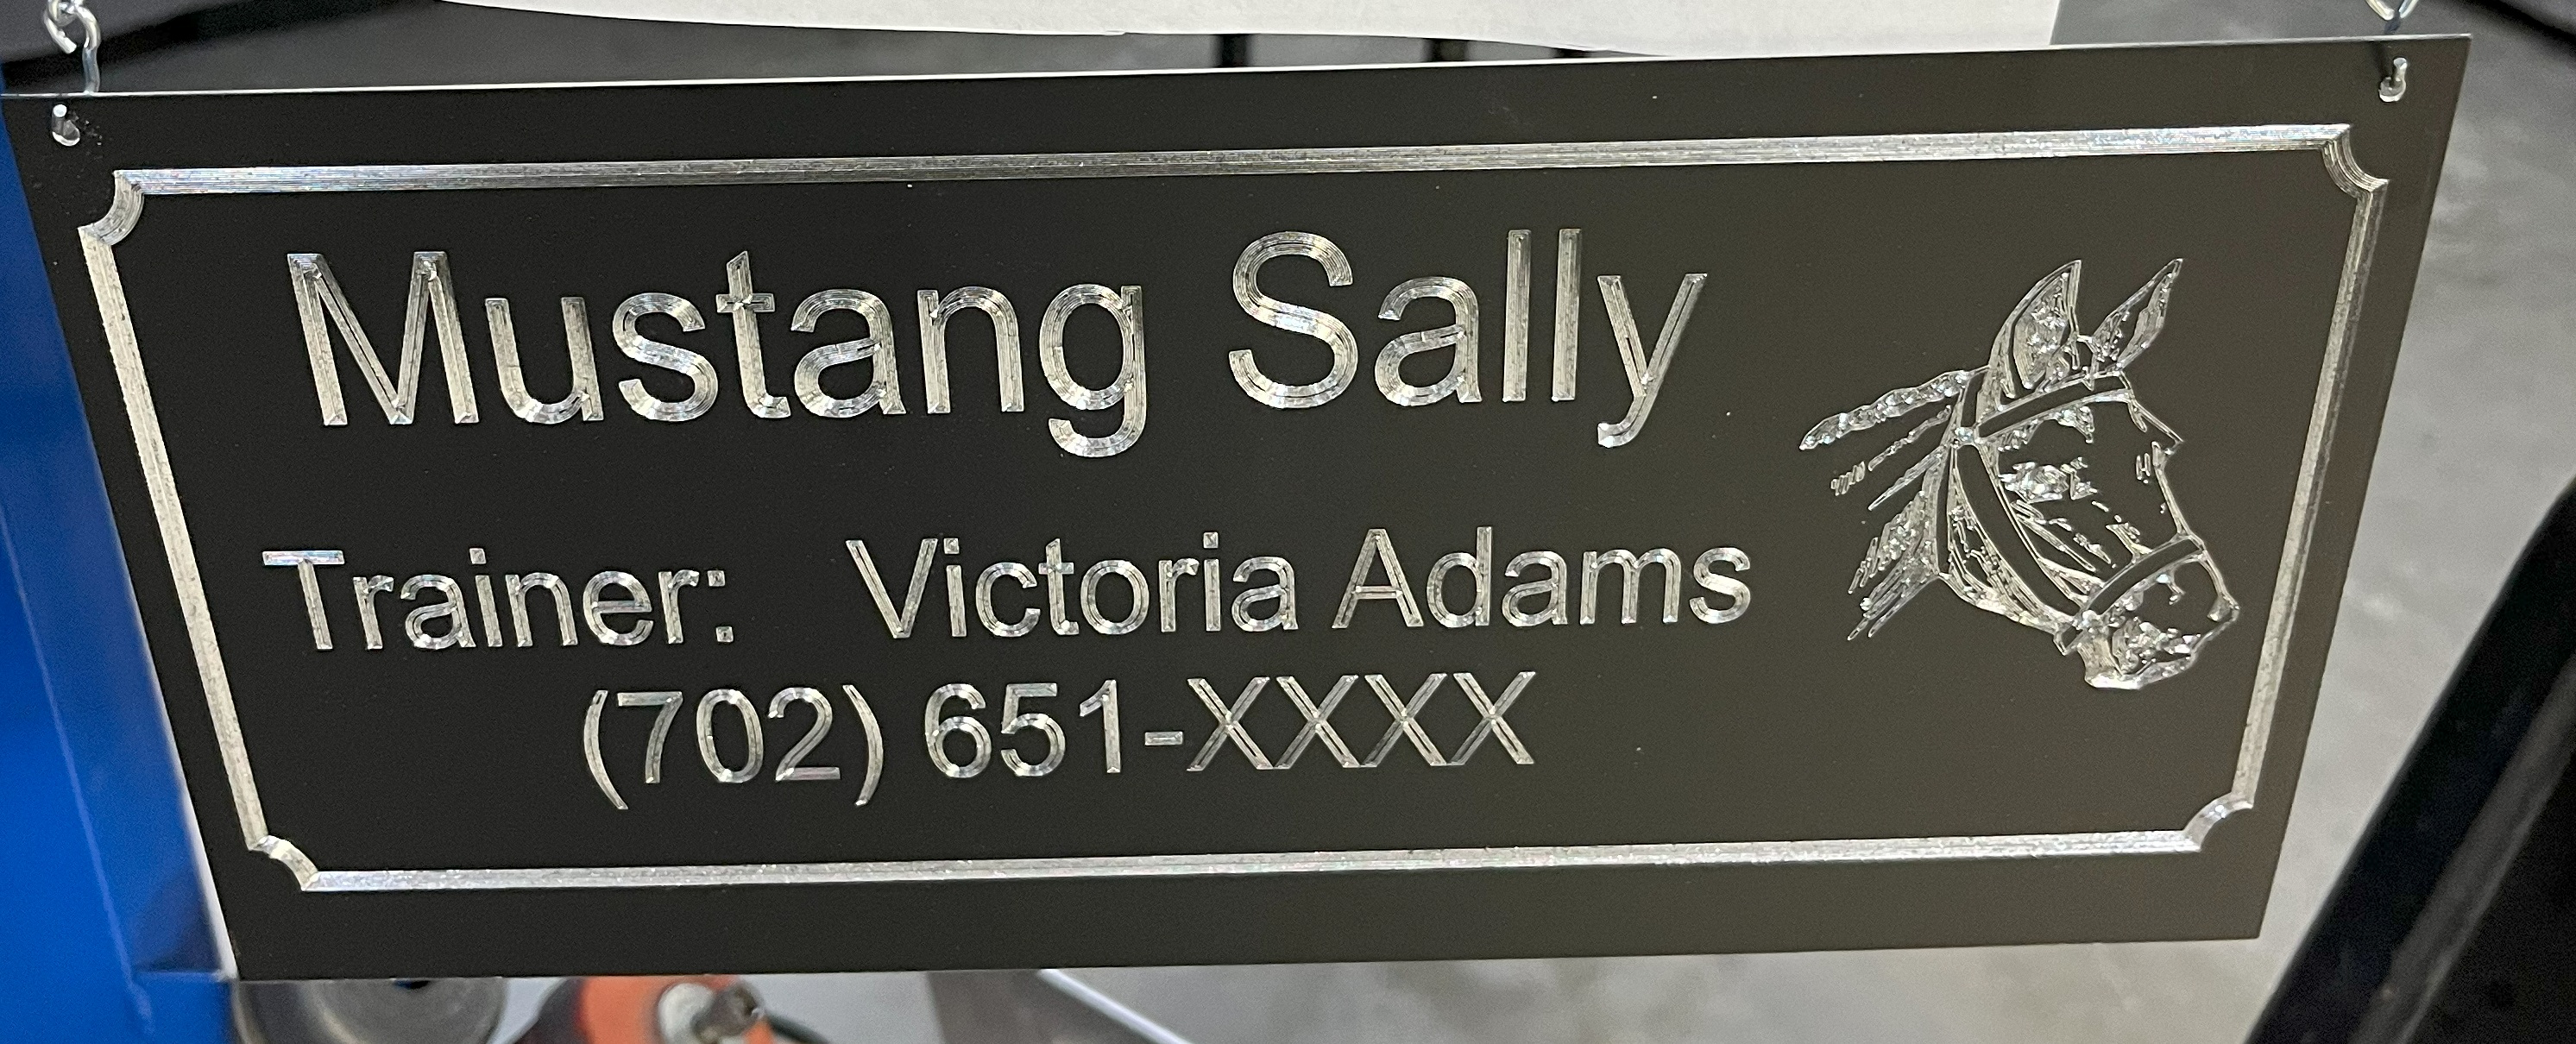 Mustang Sally
Trainer: Victoria Adams
(702) 651-XXXX